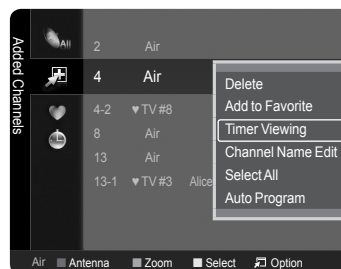 Added Channels
All
2 Air
4 Air
4-2 ♥ TV #8
8 Air
13 Air
13-1 ♥ TV #3 Alice
Delete
Add to Favorite
Timer Viewing
Channel Name Edit
Select All
Auto Program
Air Antenna Zoom Select Option